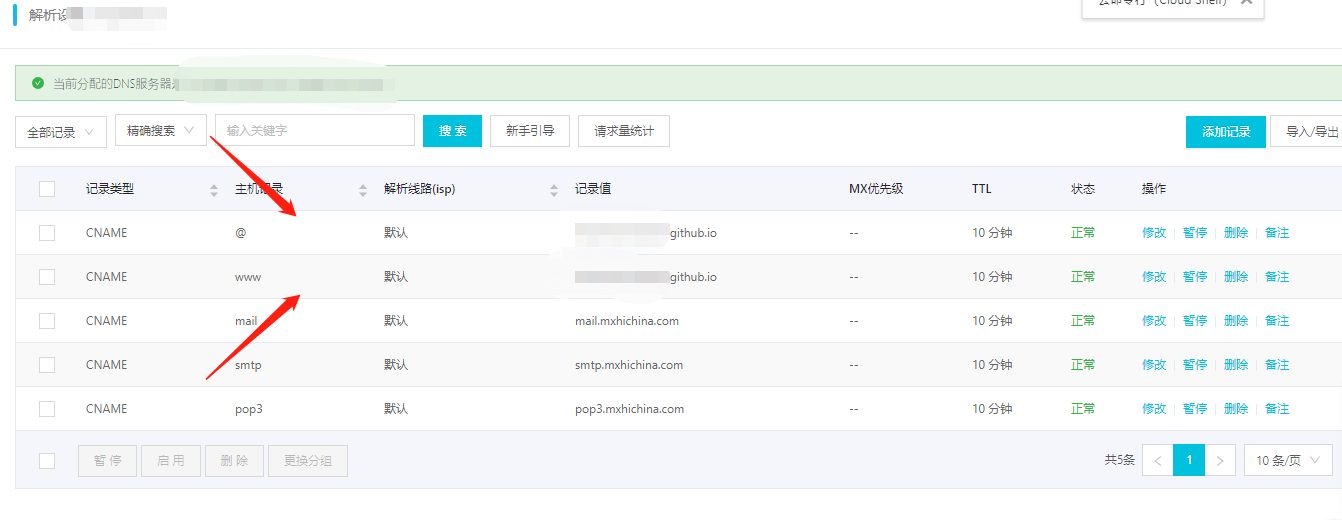 解析设
云命令行（Cloud Shell）
当前分配的DNS服务器是
全部记录 精确搜索 输入关键字 搜 索 新手引导 请求量统计 添加记录 导入/导出
记录类型 主机记录 解析线路(isp) 记录值 MX优先级 TTL 状态 操作
CNAME @ 默认 github.io -- 10 分钟 正常 修改 暂停 删除 备注
CNAME www 默认 github.io -- 10 分钟 正常 修改 暂停 删除 备注
CNAME mail 默认 mail.mxhichina.com -- 10 分钟 正常 修改 暂停 删除 备注
CNAME smtp 默认 smtp.mxhichina.com -- 10 分钟 正常 修改 暂停 删除 备注
CNAME pop3 默认 pop3.mxhichina.com -- 10 分钟 正常 修改 暂停 删除 备注
暂 停 启 用 删 除 更换分组 共5条 < 1 > 10 条/页